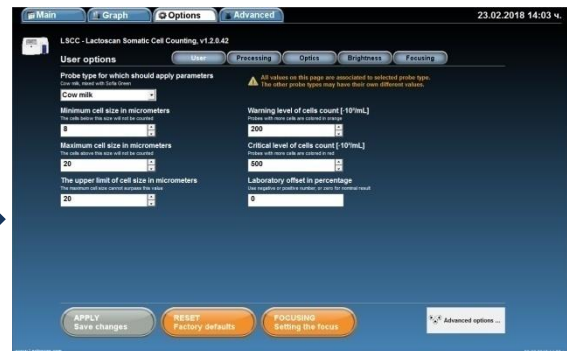 Main Graph Options Advanced 23.02.2018 14:03 ч.
LSCC - Lactoscan Somatic Cell Counting, v1.2.0.42
User options User Processing Optics Brightness Focusing
Probe type for which should apply parameters
Cow milk, mixed with Sofia Green
Cow milk
All values on this page are associated to selected probe type.
The other probe types may have their own different values.
Minimum cell size in micrometers
The cells below this size will not be counted
8
Warning level of cells count [·10³/mL]
Probes with more cells are colored in orange
200
Maximum cell size in micrometers
The cells above this size will not be counted
20
Critical level of cells count [·10³/mL]
Probes with more cells are colored in red
500
The upper limit of cell size in micrometers
The maximum cell size cannot surpass this value
20
Laboratory offset in percentage
Use negative or positive number, or zero for nominal result
0
APPLY
Save changes
RESET
Factory defaults
FOCUSING
Setting the focus
Advanced options ...